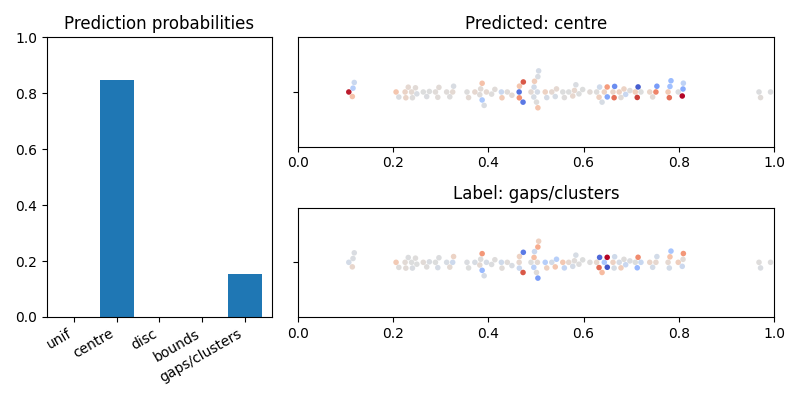 Prediction probabilities
1.0
0.8
0.6
0.4
0.2
0.0
unif
centre
disc
bounds
gaps/clusters
Predicted: centre
0.0 0.2 0.4 0.6 0.8 1.0
Label: gaps/clusters
0.0 0.2 0.4 0.6 0.8 1.0